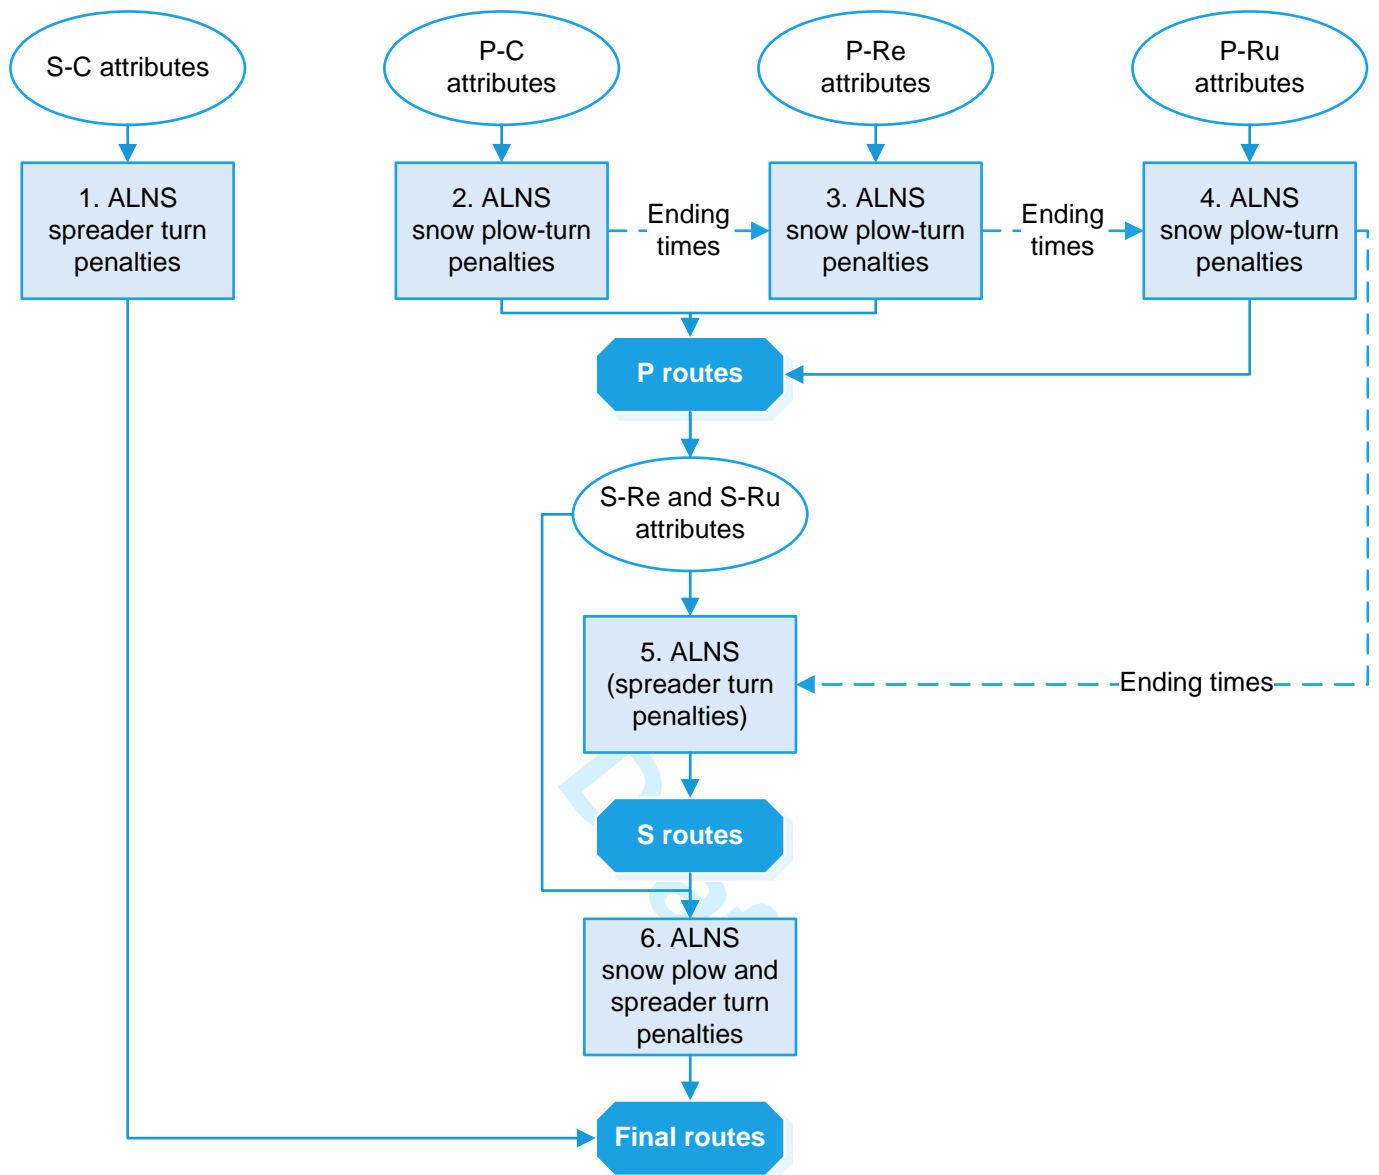 S-C attributes
P-C
attributes
P-Re
attributes
P-Ru
attributes
1. ALNS
spreader turn
penalties
2. ALNS
snow plow-turn
penalties
Ending
times
3. ALNS
snow plow-turn
penalties
Ending
times
4. ALNS
snow plow-turn
penalties
P routes
S-Re and S-Ru
attributes
5. ALNS
(spreader turn
penalties)
Ending times
S routes
6. ALNS
snow plow and
spreader turn
penalties
Final routes